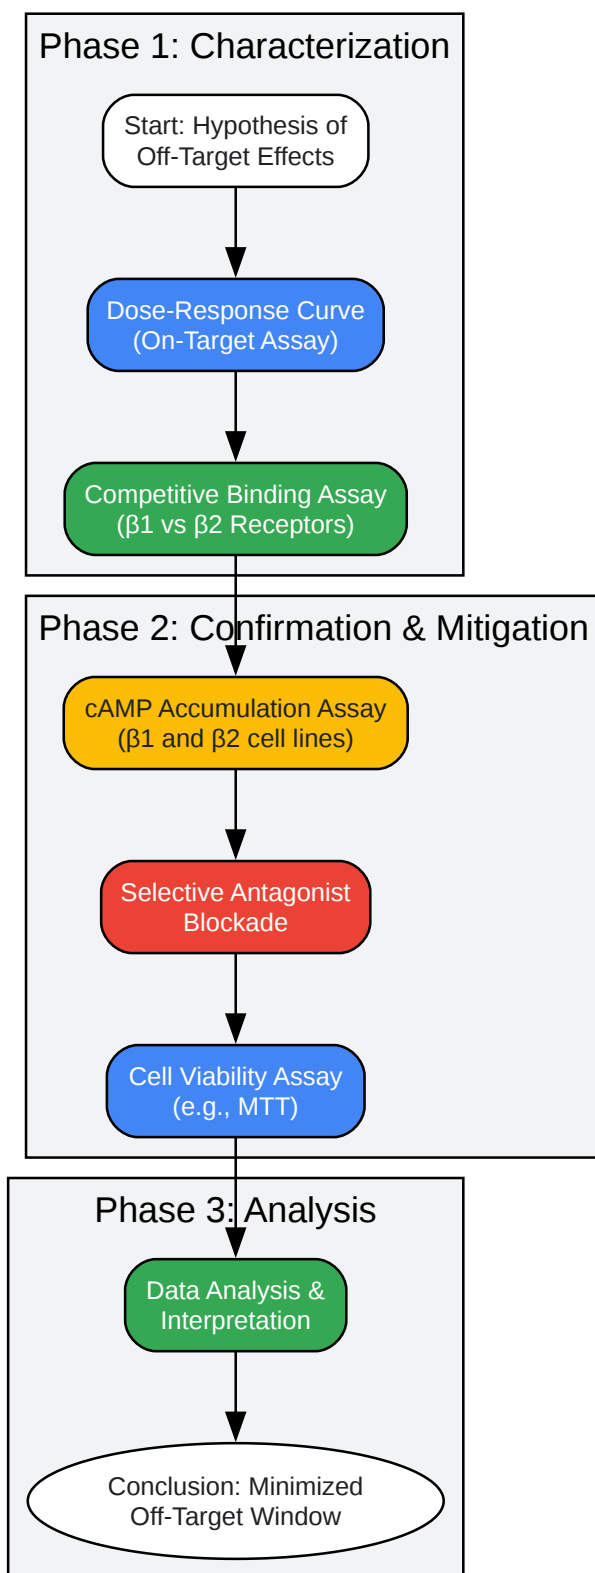 Phase 1: Characterization
Start: Hypothesis of
Off-Target Effects
Dose-Response Curve
(On-Target Assay)
Competitive Binding Assay
(β1 vs β2 Receptors)
Phase 2: Confirmation & Mitigation
cAMP Accumulation Assay
(β1 and β2 cell lines)
Selective Antagonist
Blockade
Cell Viability Assay
(e.g., MTT)
Phase 3: Analysis
Data Analysis &
Interpretation
Conclusion: Minimized
Off-Target Window